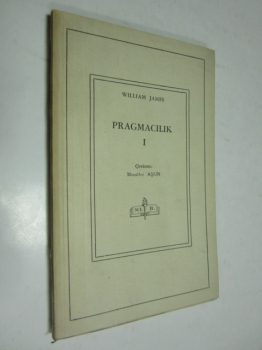 WILLIAM JAMES
PRAGMACILIK
I
Çeviren:
Muzaffer AŞKIN